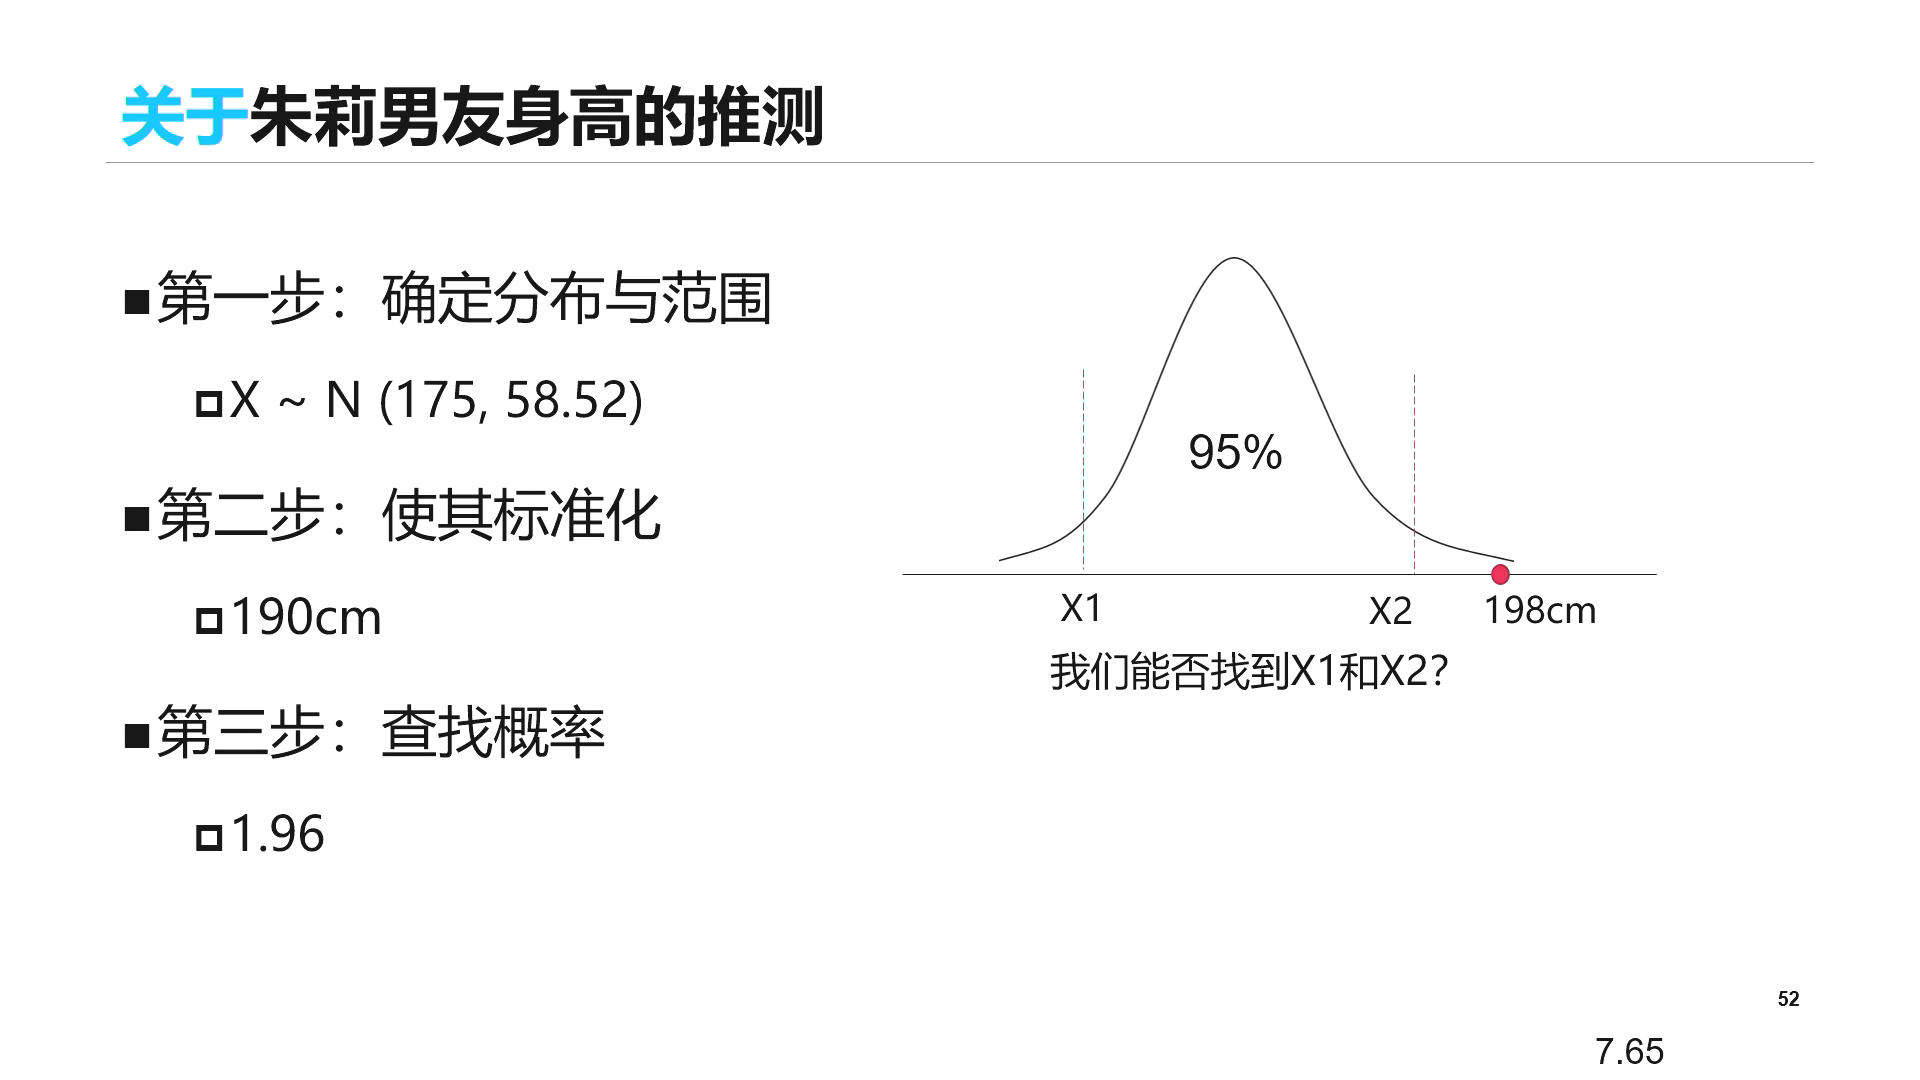 关于朱莉男友身高的推测
■第一步：确定分布与范围
X ~ N (175, 58.52)
■第二步：使其标准化
190cm
■第三步：查找概率
1.96
95%
X1
X2
198cm
我们能否找到X1和X2?
52
7.65